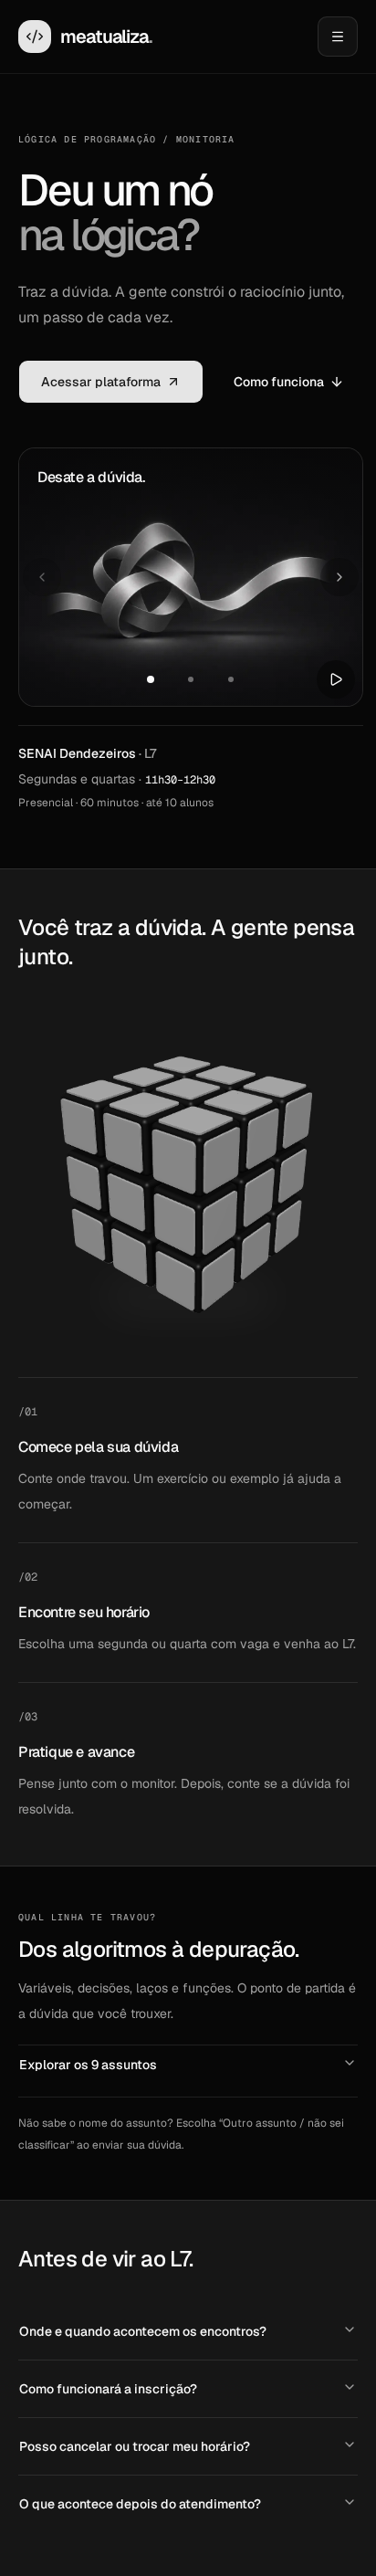 </> meatualiza.
LÓGICA DE PROGRAMAÇÃO / MONITORIA
Deu um nó
na lógica?
Traz a dúvida. A gente constrói o raciocínio junto,
um passo de cada vez.
Acessar plataforma
Como funciona
Desate a dúvida.
SENAI Dendezeiros · L7
Segundas e quartas · 11h30–12h30
Presencial · 60 minutos · até 10 alunos
Você traz a dúvida. A gente pensa
junto.
/01
Comece pela sua dúvida
Conte onde travou. Um exercício ou exemplo já ajuda a
começar.
/02
Encontre seu horário
Escolha uma segunda ou quarta com vaga e venha ao L7.
/03
Pratique e avance
Pense junto com o monitor. Depois, conte se a dúvida foi
resolvida.
QUAL LINHA TE TRAVOU?
Dos algoritmos à depuração.
Variáveis, decisões, laços e funções. O ponto de partida é
a dúvida que você trouxer.
Explorar os 9 assuntos
Não sabe o nome do assunto? Escolha “Outro assunto / não sei
classificar” ao enviar sua dúvida.
Antes de vir ao L7.
Onde e quando acontecem os encontros?
Como funcionará a inscrição?
Posso cancelar ou trocar meu horário?
O que acontece depois do atendimento?